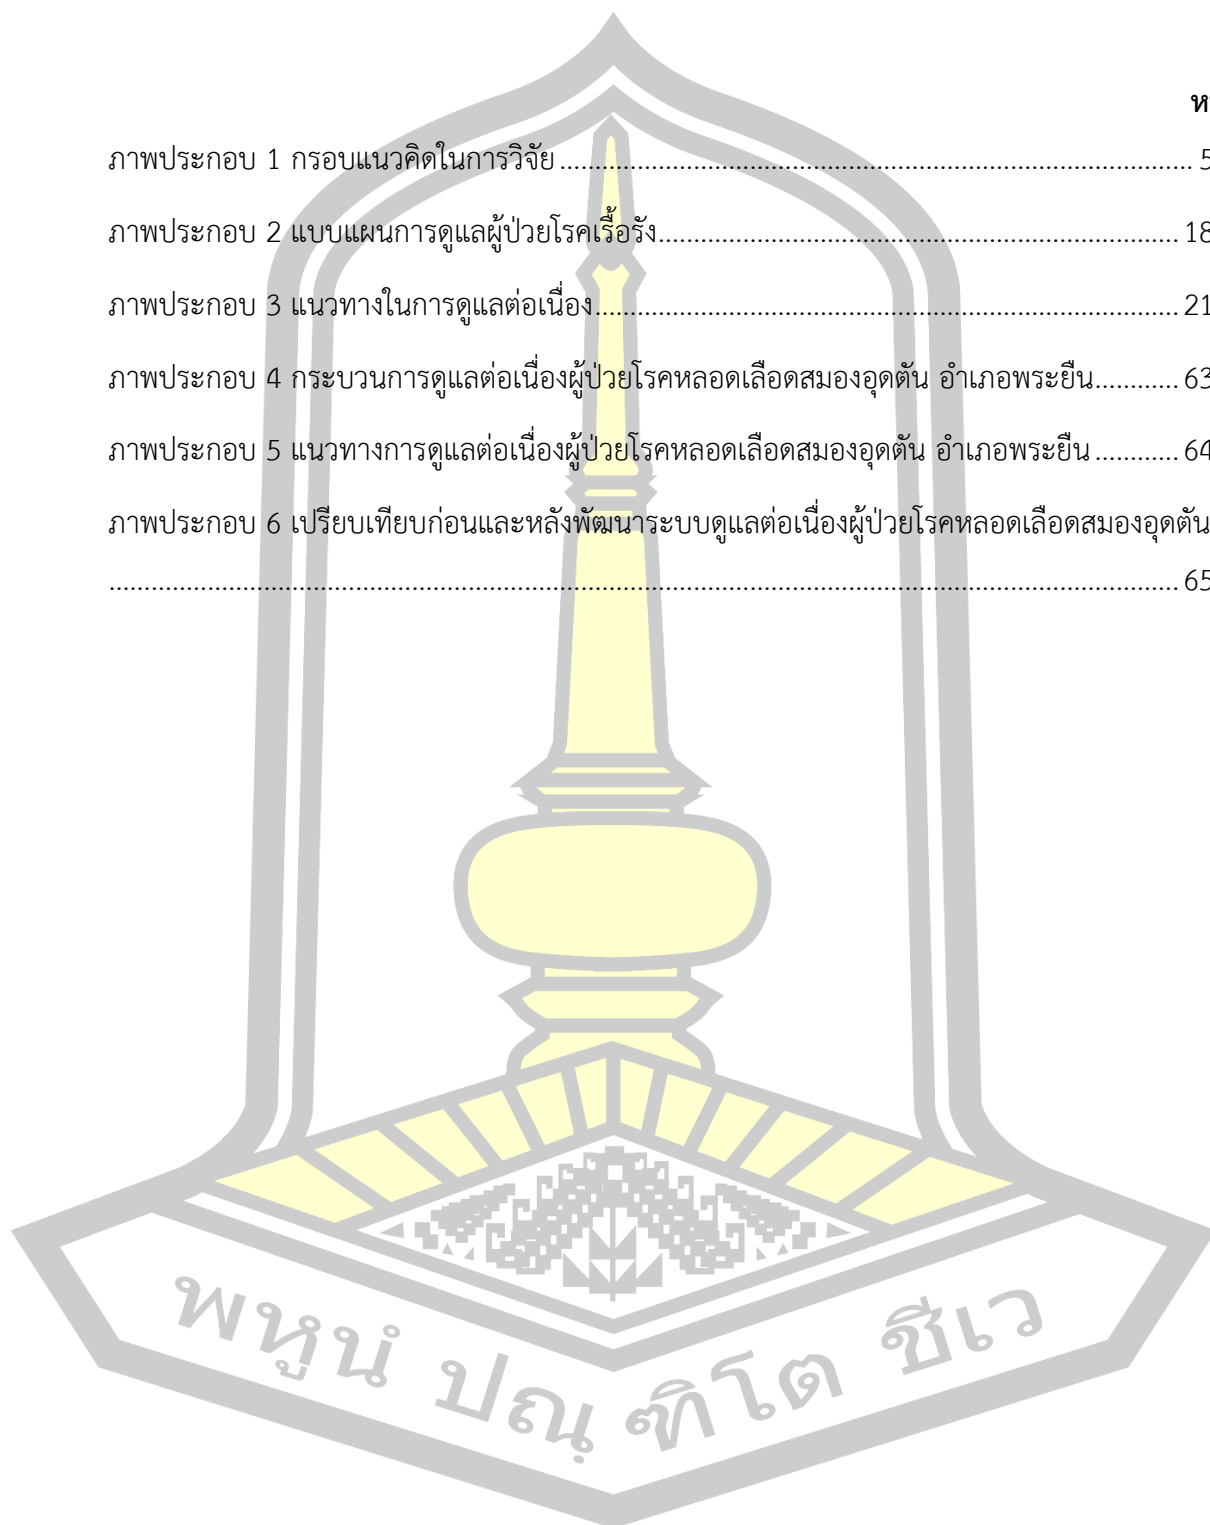 ห
ภาพประกอบ 1 กรอบแนวคิดในการวิจัย 5
ภาพประกอบ 2 แบบแผนการดูแลผู้ป่วยโรคเรื้อรัง 18
ภาพประกอบ 3 แนวทางในการดูแลต่อเนื่อง 21
ภาพประกอบ 4 กระบวนการดูแลต่อเนื่องผู้ป่วยโรคหลอดเลือดสมองอุดตัน อำเภอพระยืน 63
ภาพประกอบ 5 แนวทางการดูแลต่อเนื่องผู้ป่วยโรคหลอดเลือดสมองอุดตัน อำเภอพระยืน 64
ภาพประกอบ 6 เปรียบเทียบก่อนและหลังพัฒนาระบบดูแลต่อเนื่องผู้ป่วยโรคหลอดเลือดสมองอุดตัน
65
พหูนํ ปณฺฑิโต ชีเว